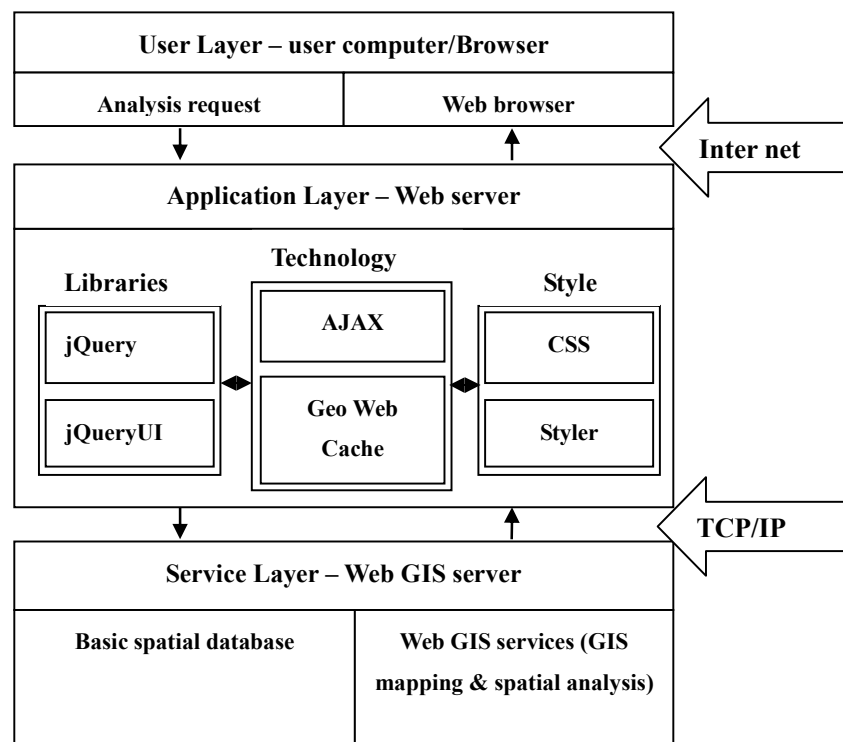 User Layer – user computer/Browser
Analysis request
Web browser
Inter net
Application Layer – Web server
Libraries
Technology
Style
jQuery
jQueryUI
AJAX
Geo Web
Cache
CSS
Styler
TCP/IP
Service Layer – Web GIS server
Basic spatial database
Web GIS services (GIS
mapping & spatial analysis)